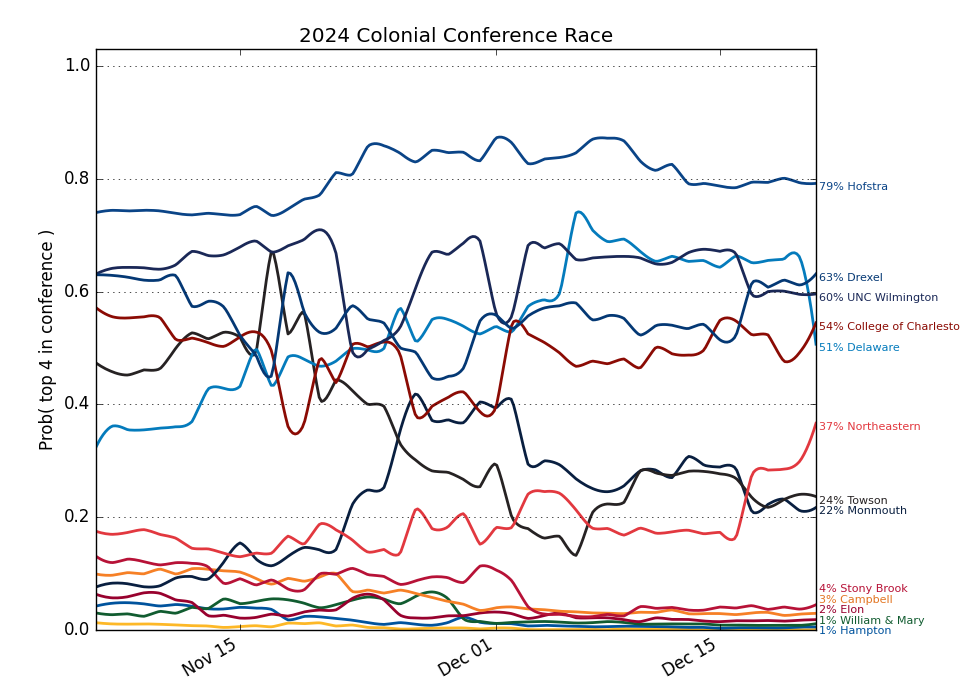 2024 Colonial Conference Race
Prob( top 4 in conference )
1.0
0.8
0.6
0.4
0.2
0.0
Nov 15
Dec 01
Dec 15
79% Hofstra
63% Drexel
60% UNC Wilmington
54% College of Charlesto
51% Delaware
37% Northeastern
24% Towson
22% Monmouth
4% Stony Brook
3% Campbell
2% Elon
1% William & Mary
1% Hampton